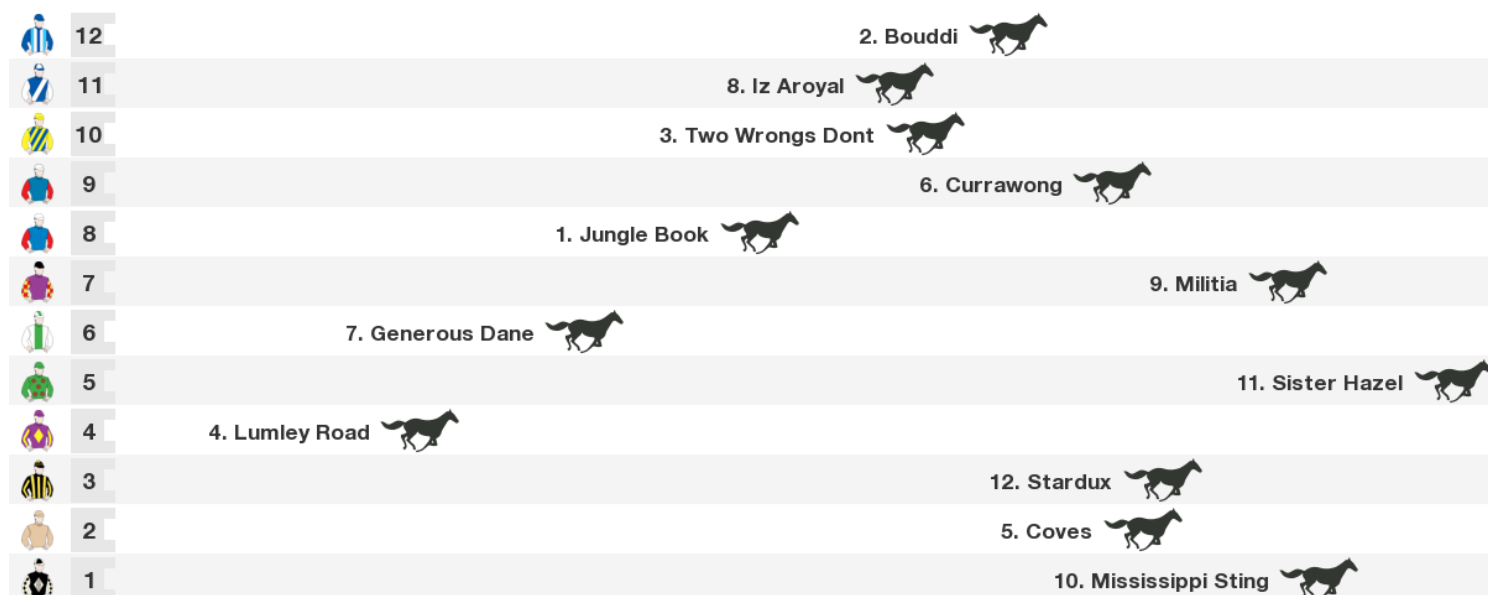 12 2. Bouddi
11 8. Iz Aroyal
10 3. Two Wrongs Dont
9 6. Currawong
8 1. Jungle Book
7 9. Militia
6 7. Generous Dane
5 11. Sister Hazel
4 4. Lumley Road
3 12. Stardux
2 5. Coves
1 10. Mississippi Sting